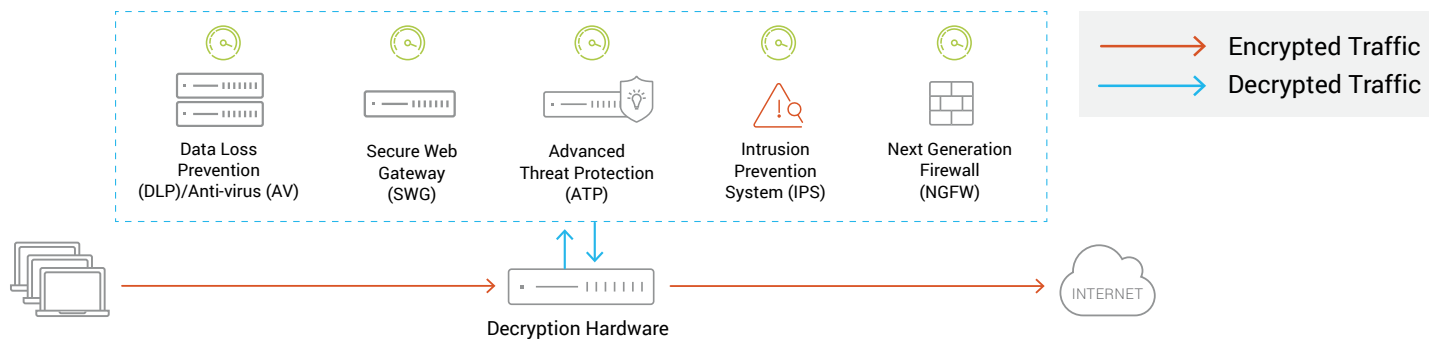 Encrypted Traffic
Decrypted Traffic
Data Loss
Prevention
(DLP)/Anti-virus (AV)
Secure Web
Gateway
(SWG)
Advanced
Threat Protection
(ATP)
Intrusion
Prevention
System (IPS)
Next Generation
Firewall
(NGFW)
Decryption Hardware
INTERNET